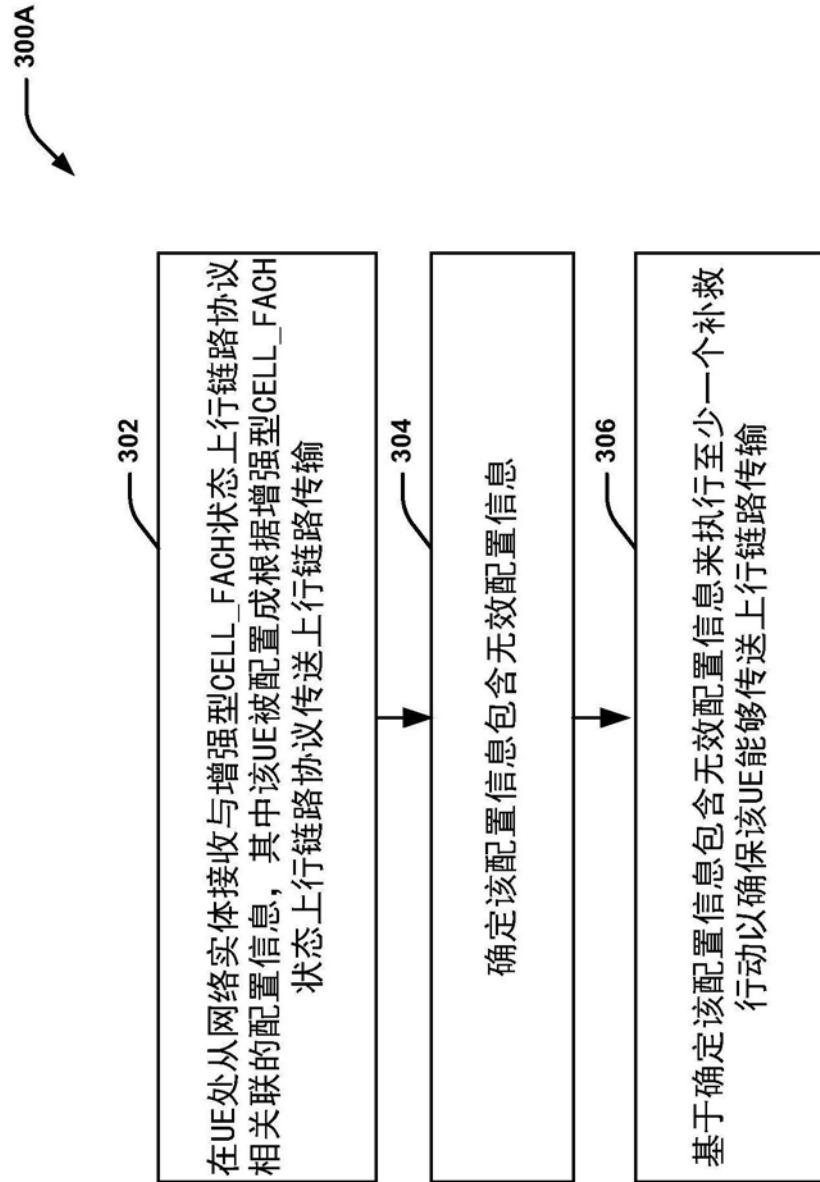 300A
302
在UE处从网络实体接收与增强型CELL_FACH状态上行链路协议
相关联的配置信息，其中该UE被配置成根据增强型CELL_FACH
状态上行链路协议传送上行链路传输
304
确定该配置信息包含无效配置信息
306
基于确定该配置信息包含无效配置信息来执行至少一个补救
行动以确保该UE能够传送上行链路传输